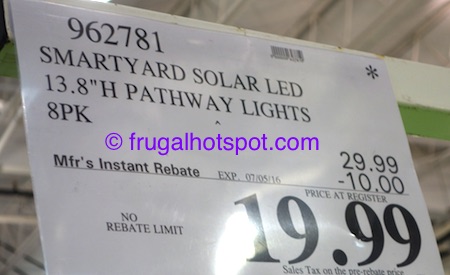 962781
SMARTYARD SOLAR LED
*
13.8"H PATHWAY LIGHTS
8PK
© frugalhotspot.com
Mfr's Instant Rebate EXP. 07/05/16
29.99
-10.00
PRICE AT REGISTER
NO
REBATE LIMIT
19.99
Sales Tax on the pre-rebate price